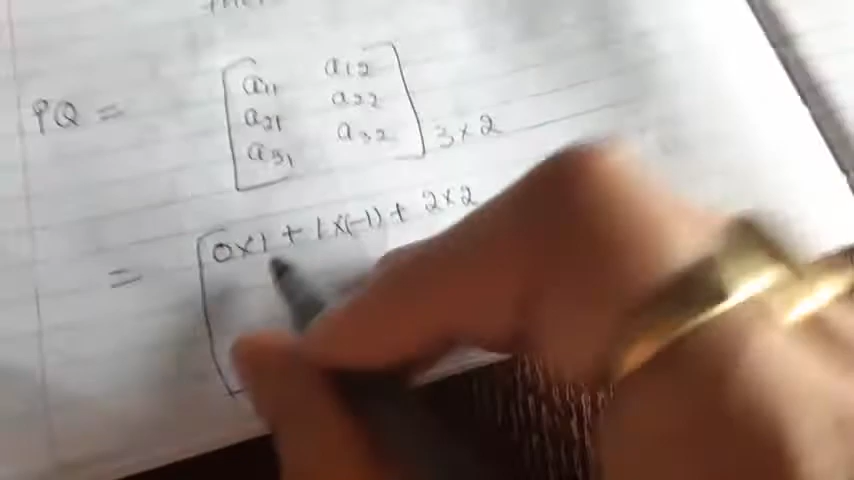 PQ = [ a11 a12
a21 a22
a31 a32 ] 3×2
= [ 0×1 + 1×(-1) + 2×2